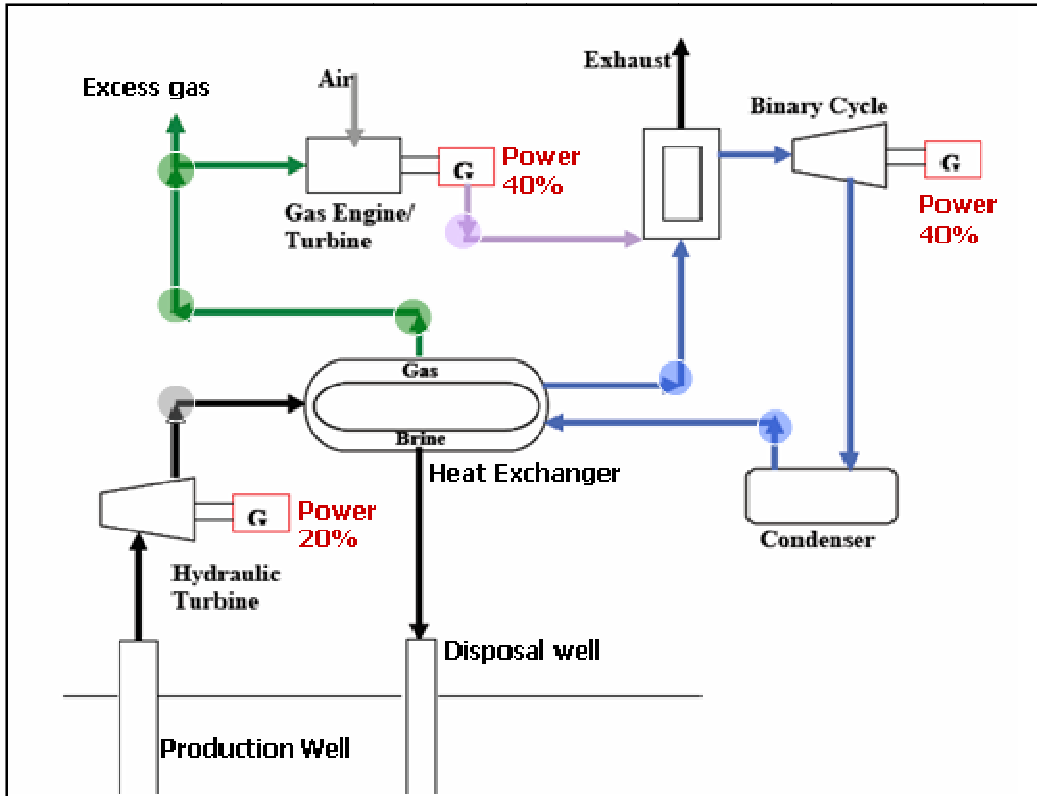 Excess gas
Air
Exhaust
Binary Cycle
G
Power
40%
Gas Engine/
Turbine
G
Power
40%
Gas
Brine
Heat Exchanger
G
Power
20%
Hydraulic
Turbine
Condenser
Disposal well
Production Well